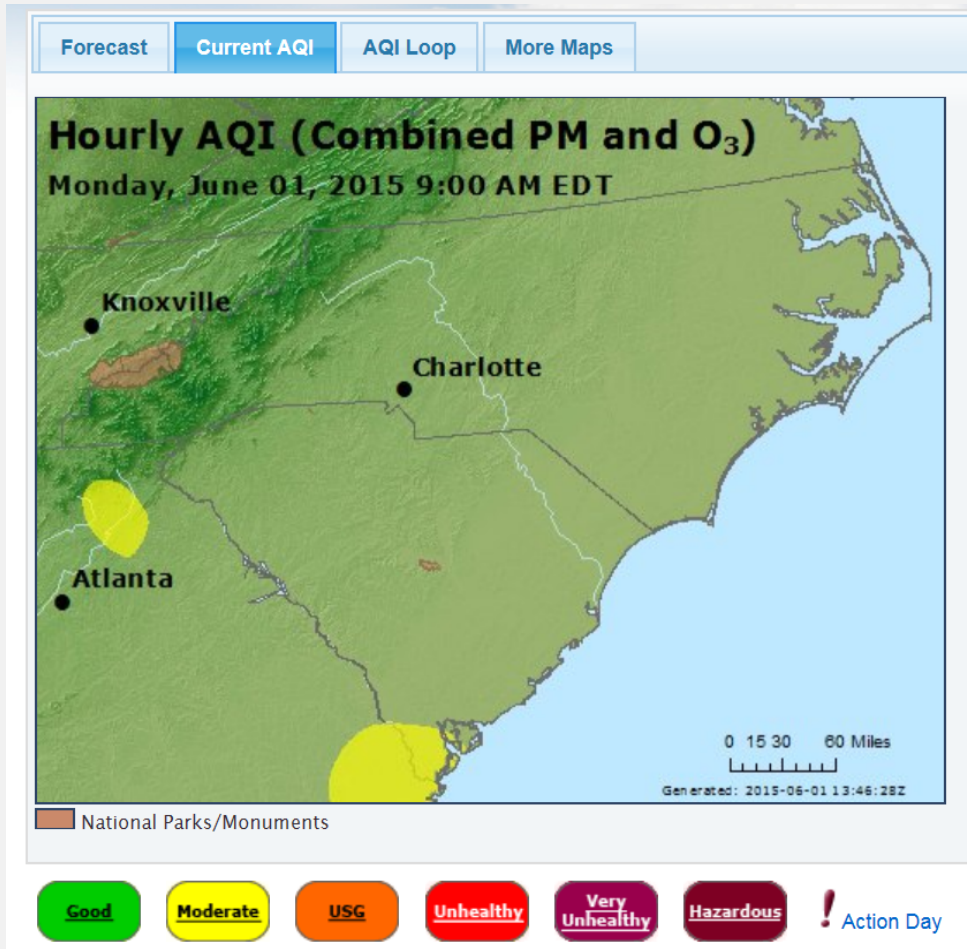 Forecast Current AQI AQI Loop More Maps
Hourly AQI (Combined PM and O₃)
Monday, June 01, 2015 9:00 AM EDT
Knoxville
Charlotte
Atlanta
0 15 30 60 Miles
Generated: 2015-06-01 13:46:28Z
National Parks/Monuments
Good Moderate USG Unhealthy Very Unhealthy Hazardous ! Action Day